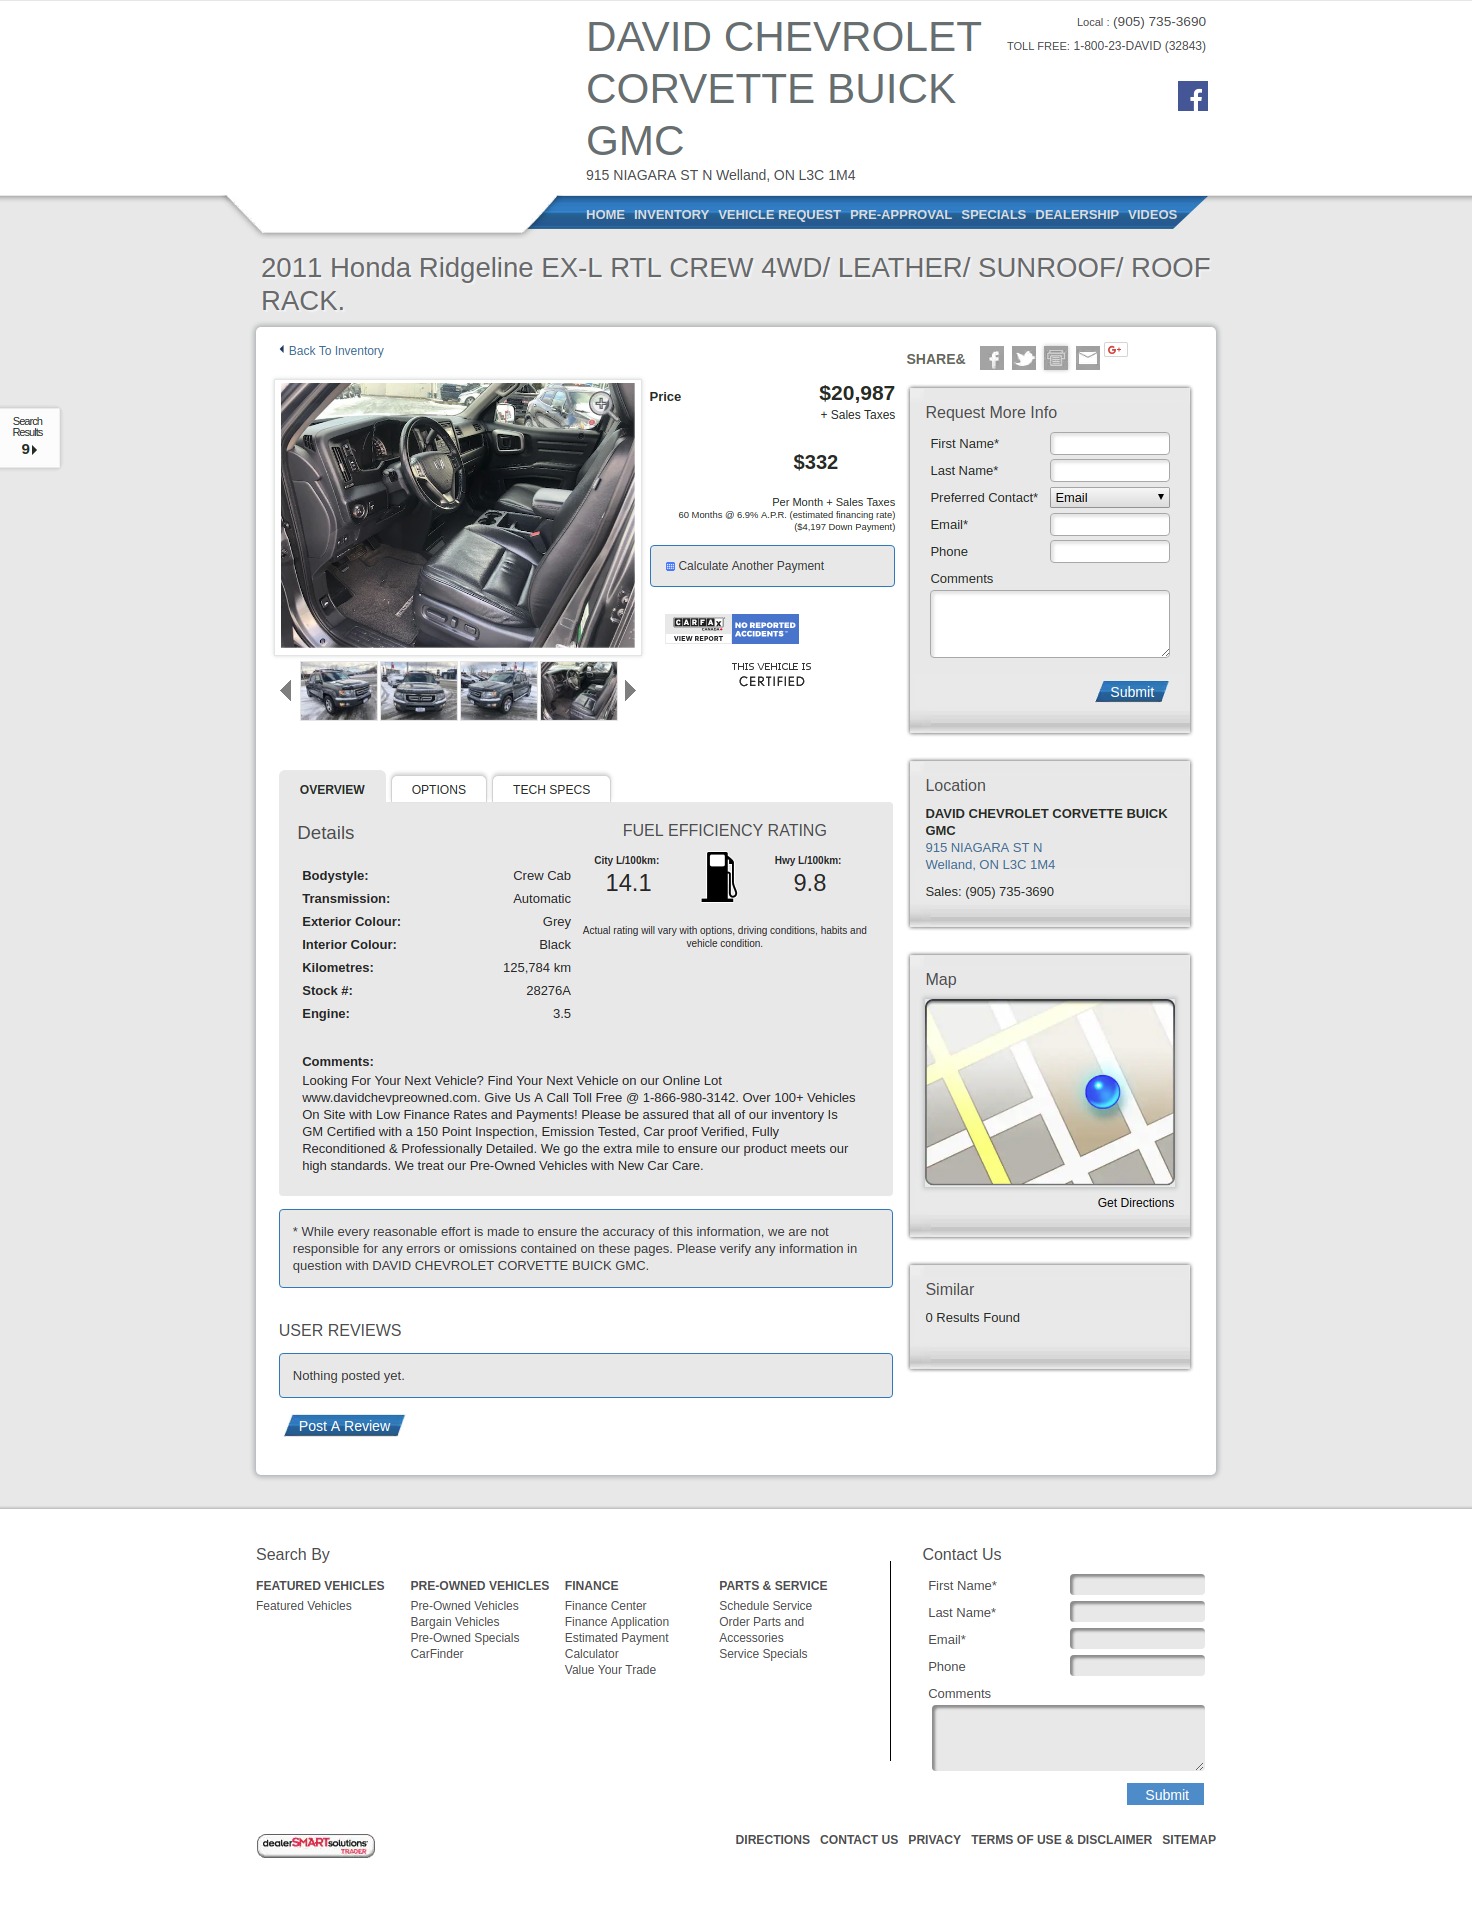 DAVID CHEVROLET
CORVETTE BUICK
GMC
915 NIAGARA ST N Welland, ON L3C 1M4
Local : (905) 735-3690
TOLL FREE: 1-800-23-DAVID (32843)
HOME INVENTORY VEHICLE REQUEST PRE-APPROVAL SPECIALS DEALERSHIP VIDEOS
2011 Honda Ridgeline EX-L RTL CREW 4WD/ LEATHER/ SUNROOF/ ROOF
RACK.
Search
Results
9
Back To Inventory
Price $20,987
+ Sales Taxes
$332
Per Month + Sales Taxes
60 Months @ 6.9% A.P.R. (estimated financing rate)
($4,197 Down Payment)
Calculate Another Payment
CARFAX
CANADA
VIEW REPORT
NO REPORTED
ACCIDENTS™
THIS VEHICLE IS
CERTIFIED
SHARE&
G+
Request More Info
First Name*
Last Name*
Preferred Contact* Email
Email*
Phone
Comments
Submit
OVERVIEW OPTIONS TECH SPECS
Details
Bodystyle: Crew Cab
Transmission: Automatic
Exterior Colour: Grey
Interior Colour: Black
Kilometres: 125,784 km
Stock #: 28276A
Engine: 3.5
FUEL EFFICIENCY RATING
City L/100km: Hwy L/100km:
14.1 9.8
Actual rating will vary with options, driving conditions, habits and
vehicle condition.
Comments:
Looking For Your Next Vehicle? Find Your Next Vehicle on our Online Lot
www.davidchevpreowned.com. Give Us A Call Toll Free @ 1-866-980-3142. Over 100+ Vehicles
On Site with Low Finance Rates and Payments! Please be assured that all of our inventory Is
GM Certified with a 150 Point Inspection, Emission Tested, Car proof Verified, Fully
Reconditioned & Professionally Detailed. We go the extra mile to ensure our product meets our
high standards. We treat our Pre-Owned Vehicles with New Car Care.
* While every reasonable effort is made to ensure the accuracy of this information, we are not
responsible for any errors or omissions contained on these pages. Please verify any information in
question with DAVID CHEVROLET CORVETTE BUICK GMC.
USER REVIEWS
Nothing posted yet.
Post A Review
Location
DAVID CHEVROLET CORVETTE BUICK
GMC
915 NIAGARA ST N
Welland, ON L3C 1M4
Sales: (905) 735-3690
Map
Get Directions
Similar
0 Results Found
Search By
FEATURED VEHICLES
Featured Vehicles
PRE-OWNED VEHICLES
Pre-Owned Vehicles
Bargain Vehicles
Pre-Owned Specials
CarFinder
FINANCE
Finance Center
Finance Application
Estimated Payment
Calculator
Value Your Trade
PARTS & SERVICE
Schedule Service
Order Parts and
Accessories
Service Specials
Contact Us
First Name*
Last Name*
Email*
Phone
Comments
Submit
dealerSMARTsolutions
TRADER
DIRECTIONS CONTACT US PRIVACY TERMS OF USE & DISCLAIMER SITEMAP